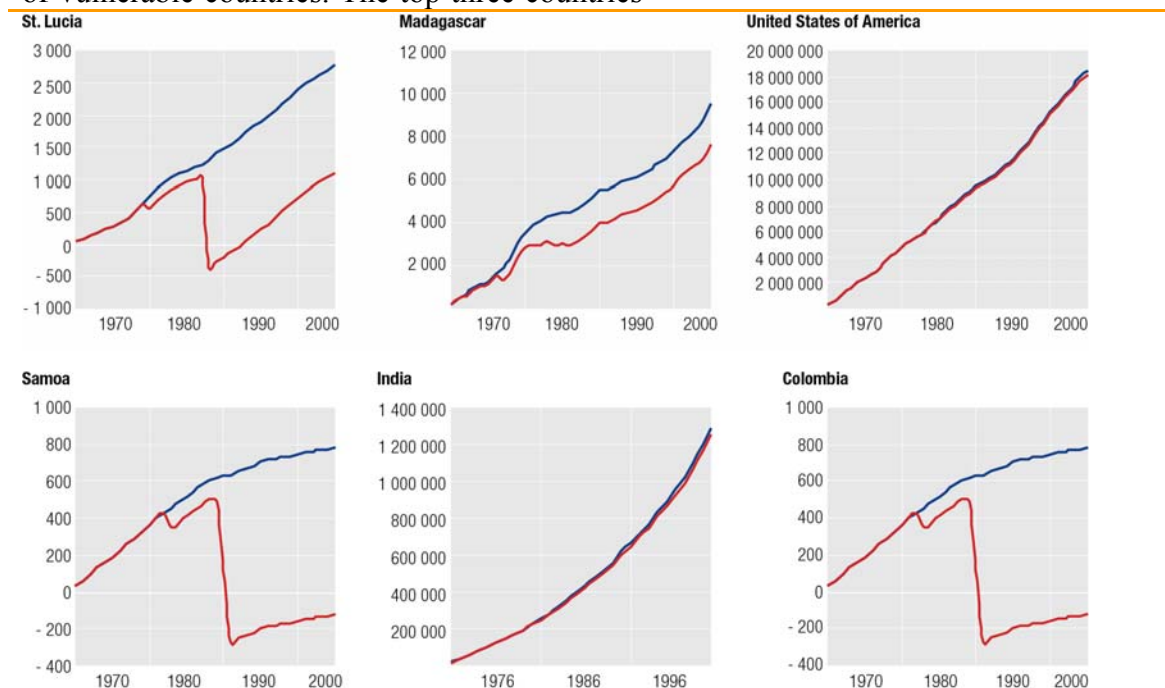 of vulnerable countries. The top three countries
St. Lucia
3 000
2 500
2 000
1 500
1 000
500
0
- 500
- 1 000
1970 1980 1990 2000
Madagascar
12 000
10 000
8 000
6 000
4 000
2 000
1970 1980 1990 2000
United States of America
20 000 000
18 000 000
16 000 000
14 000 000
12 000 000
10 000 000
8 000 000
6 000 000
4 000 000
2 000 000
1970 1980 1990 2000
Samoa
1 000
800
600
400
200
0
- 200
- 400
1970 1980 1990 2000
India
1 400 000
1 200 000
1 000 000
800 000
600 000
400 000
200 000
1976 1986 1996
Colombia
1 000
800
600
400
200
0
- 200
- 400
1970 1980 1990 2000